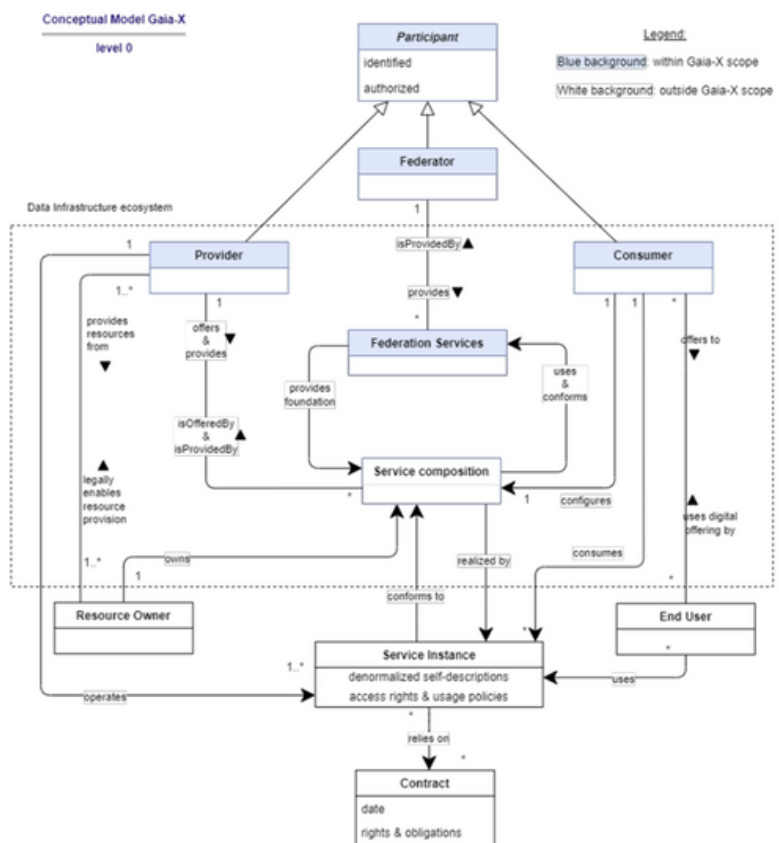 Conceptual Model Gaia-X
level 0
Participant
identified
authorized
Legend:
Blue background: within Gaia-X scope
White background: outside Gaia-X scope
Federator
1
Data Infrastructure ecosystem
isProvidedBy
provides
*
1
Provider
1..*
1
Consumer
1
1
*
provides
resources
from
offers
&
provides
Federation Services
offers to
provides
foundation
uses
&
conforms
isOfferedBy
&
isProvidedBy
legally
enables
resource
provision
Service composition
*
1
configures
uses digital
offering by
1..*
1
owns
realized by
consumes
*
conforms to
Resource Owner
End User
*
*
Service Instance
1..*
denormalized self-descriptions
access rights & usage policies
operates
uses
*
relies on
*
Contract
date
rights & obligations